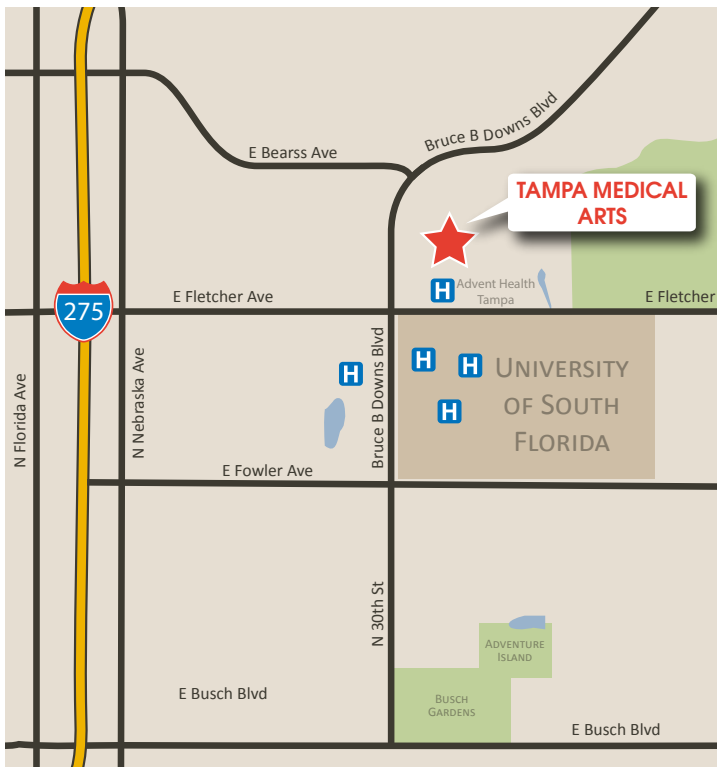 Bruce B Downs Blvd
E Bearss Ave
TAMPA MEDICAL
ARTS
H
Advent Health
Tampa
E Fletcher Ave
E Fletcher
275
N Florida Ave
N Nebraska Ave
H
Bruce B Downs Blvd
H
H
H
UNIVERSITY
OF SOUTH
FLORIDA
E Fowler Ave
N 30th St
ADVENTURE
ISLAND
E Busch Blvd
BUSCH
GARDENS
E Busch Blvd